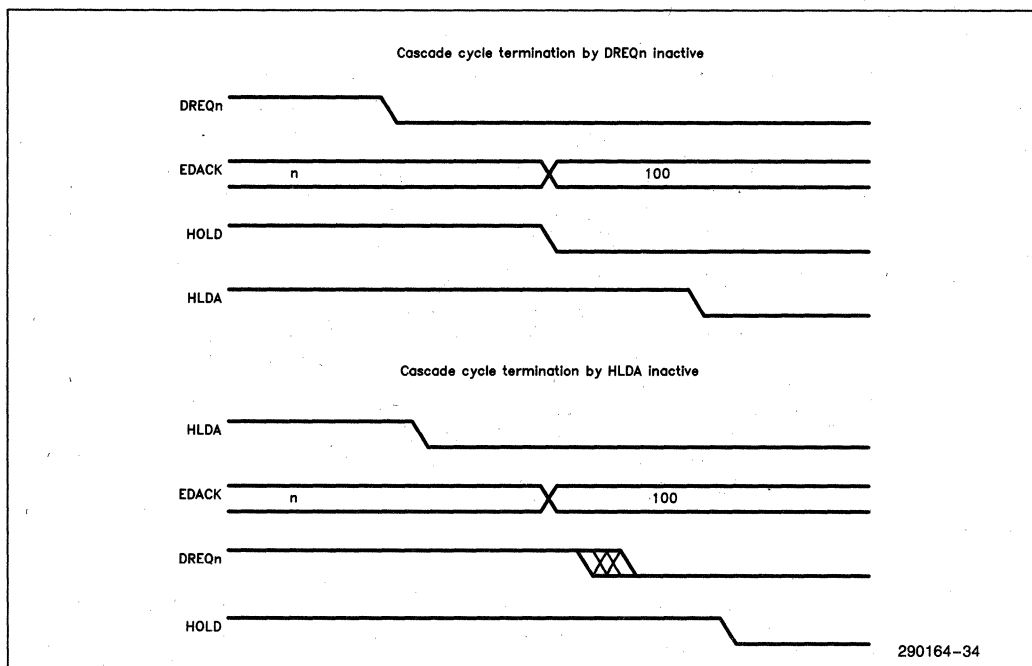 Cascade cycle termination by DREQn inactive
DREQn
EDACK n 100
HOLD
HLDA
Cascade cycle termination by HLDA inactive
HLDA
EDACK n 100
DREQn
HOLD
290164-34